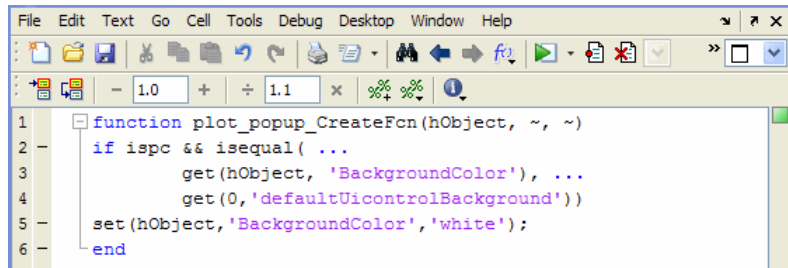 File Edit Text Go Cell Tools Debug Desktop Window Help
− 1.0 + ÷ 1.1 ×
1 function plot_popup_CreateFcn(hObject, ~, ~)
2 − if ispc && isequal( ...
3 get(hObject, 'BackgroundColor'), ...
4 get(0,'defaultUicontrolBackground'))
5 − set(hObject,'BackgroundColor','white');
6 − end